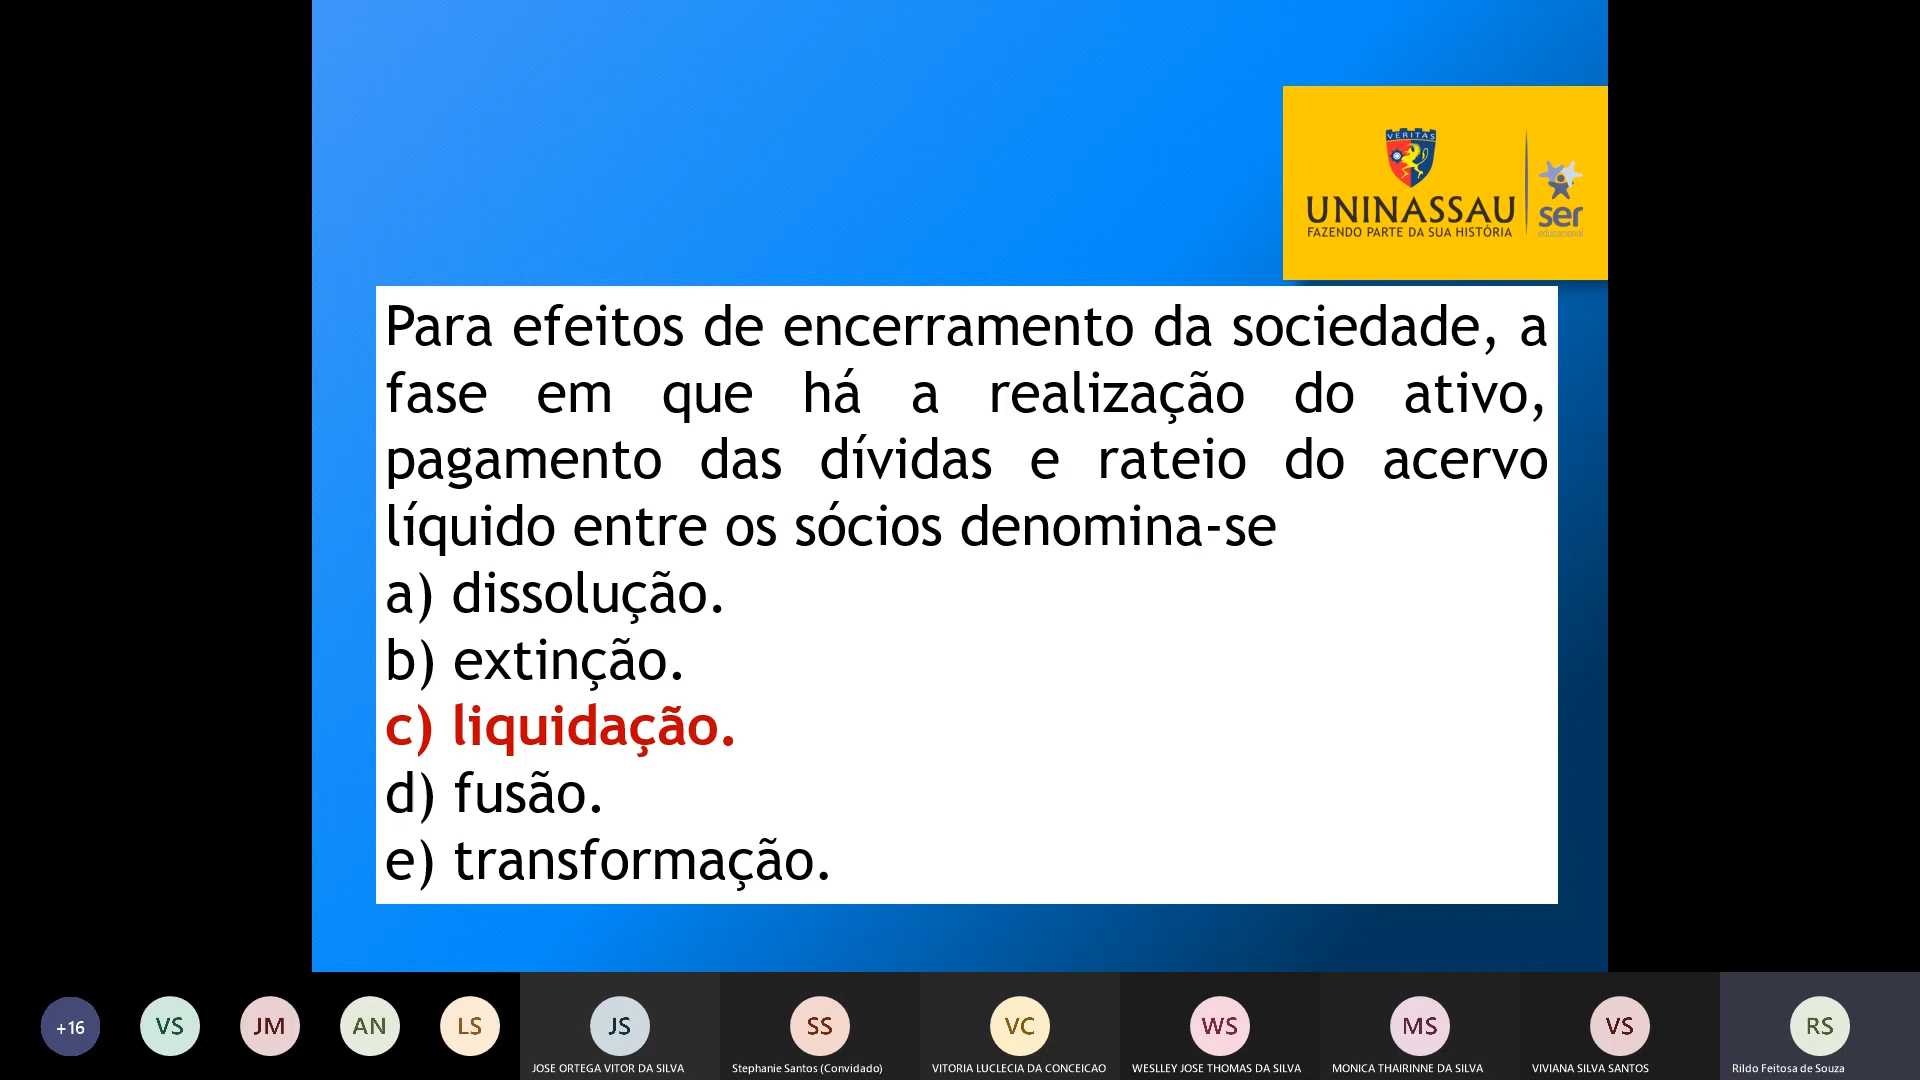 VERITAS
UNINASSAU
FAZENDO PARTE DA SUA HISTÓRIA
ser
educacional
Para efeitos de encerramento da sociedade, a
fase em que há a realização do ativo,
pagamento das dívidas e rateio do acervo
líquido entre os sócios denomina-se
a) dissolução.
b) extinção.
c) liquidação.
d) fusão.
e) transformação.
+16
VS
JM
AN
LS
JS
SS
VC
WS
MS
VS
RS
JOSE ORTEGA VITOR DA SILVA
Stephanie Santos (Convidado)
VITORIA LUCLECIA DA CONCEICAO
WESLLEY JOSE THOMAS DA SILVA
MONICA THAIRINNE DA SILVA
VIVIANA SILVA SANTOS
Rildo Feitosa de Souza